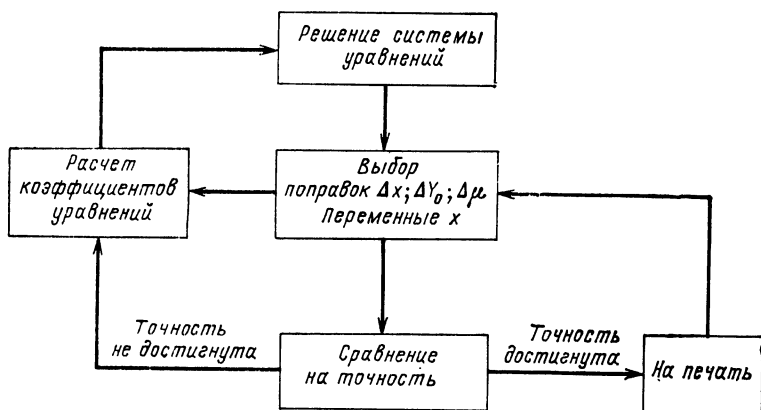 Решение системы
уравнений
Расчет
коэффициентов
уравнений
Выбор
поправок Δx; ΔY₀; Δμ
Переменные x
Точность
не достигнута
Сравнение
на точность
Точность
достигнута
На печать